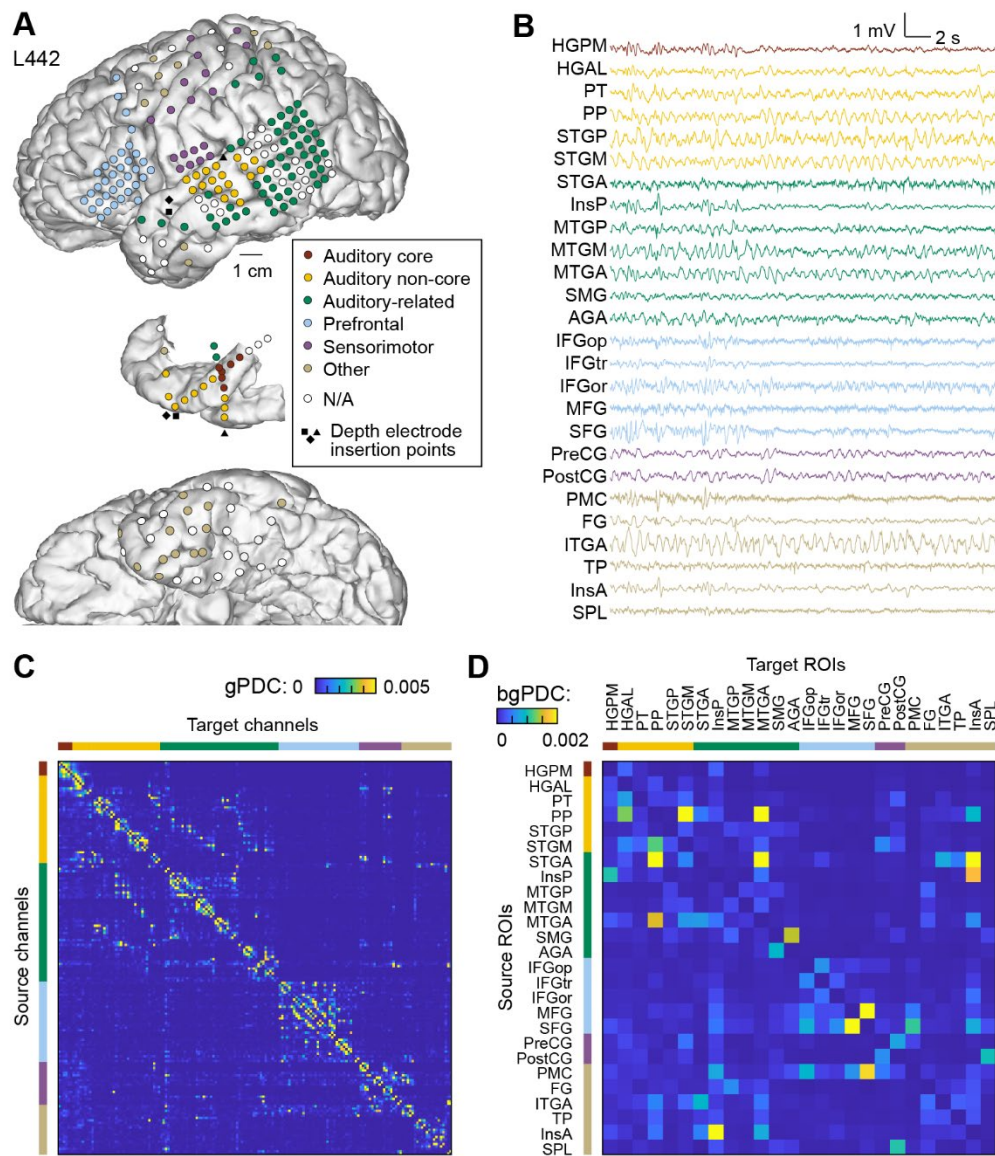 A
L442
1 cm
Auditory core
Auditory non-core
Auditory-related
Prefrontal
Sensorimotor
Other
N/A
Depth electrode
insertion points
B
1 mV
2 s
HGPM
HGAL
PT
PP
STGP
STGM
STGA
InsP
MTGP
MTGM
MTGA
SMG
AGA
IFGop
IFGtr
IFGor
MFG
SFG
PreCG
PostCG
PMC
FG
ITGA
TP
InsA
SPL
C
gPDC: 0 0.005
Target channels
Source channels
D
Target ROIs
bgPDC:
0 0.002
HGPM
HGAL
PT
PP
STGP
STGM
STGA
InsP
MTGP
MTGM
MTGA
SMG
AGA
IFGop
IFGtr
IFGor
MFG
SFG
PreCG
PostCG
PMC
FG
ITGA
TP
InsA
SPL
Source ROIs
HGPM
HGAL
PT
PP
STGP
STGM
STGA
InsP
MTGP
MTGM
MTGA
SMG
AGA
IFGop
IFGtr
IFGor
MFG
SFG
PreCG
PostCG
PMC
FG
ITGA
TP
InsA
SPL